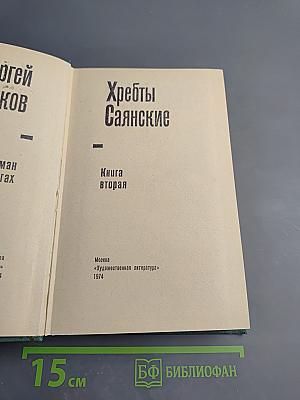 ргей
ков
ман
гах
Хребты
Саянские
Книга
вторая
Москва
«Художественная литература»
1974
15 см
БФ БИБЛИОФАН